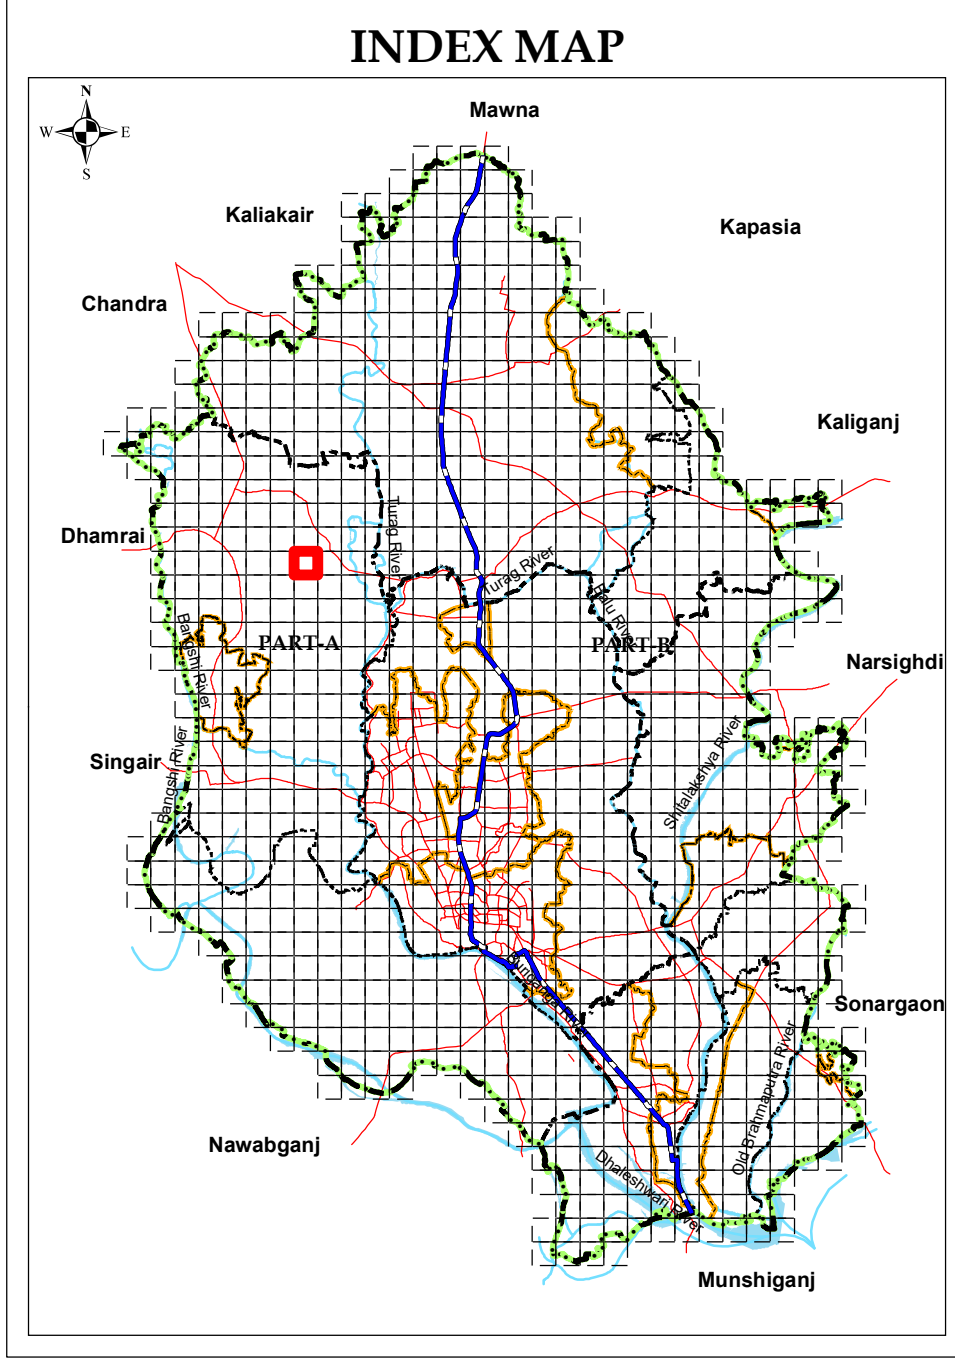 INDEX MAP
N
W
E
S
Mawna
Kaliakair
Kapasia
Chandra
Kaliganj
Dhamrai
Turag River
Turag River
Balu River
Bangshi River
PART-A
PART-B
Narsighdi
Singair
Bangshi River
Shitalakshya River
Buriganga River
Sonargaon
Old Brahmaputra River
Nawabganj
Dhaleshwari River
Munshiganj